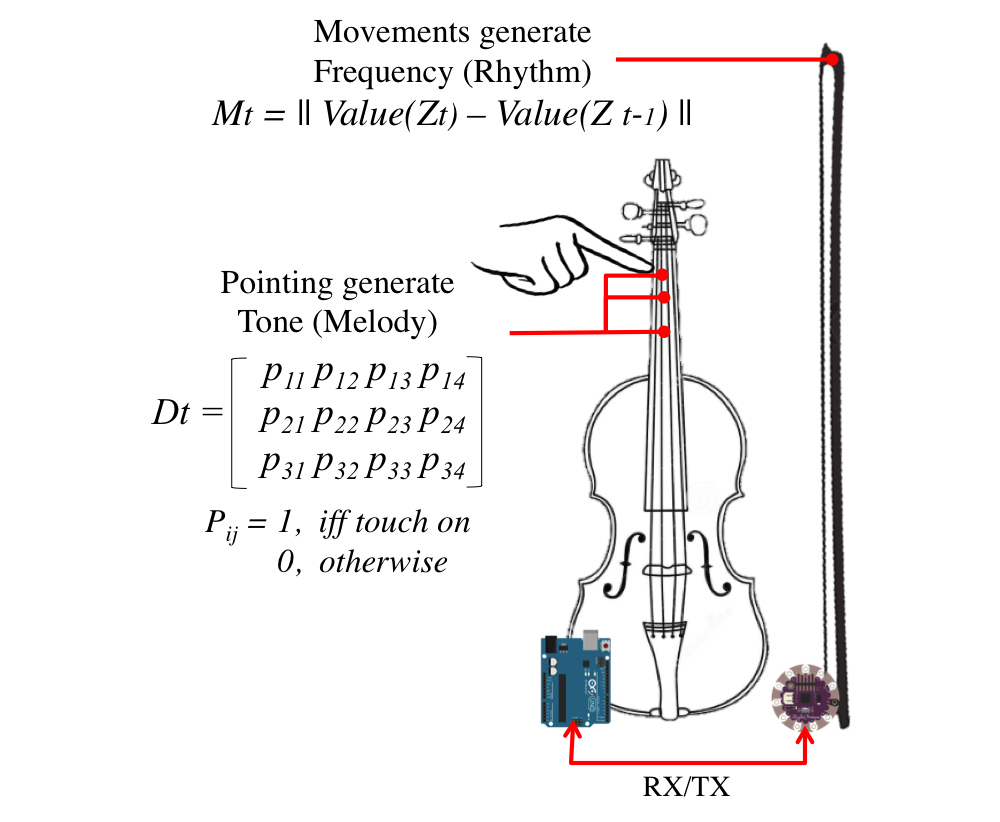 Movements generate
Frequency (Rhythm)
Mt = || Value(Zt) – Value(Z t-1) ||
Pointing generate
Tone (Melody)
Dt = [ p11 p12 p13 p14
p21 p22 p23 p24
p31 p32 p33 p34 ]
Pij = 1, iff touch on
0, otherwise
RX/TX